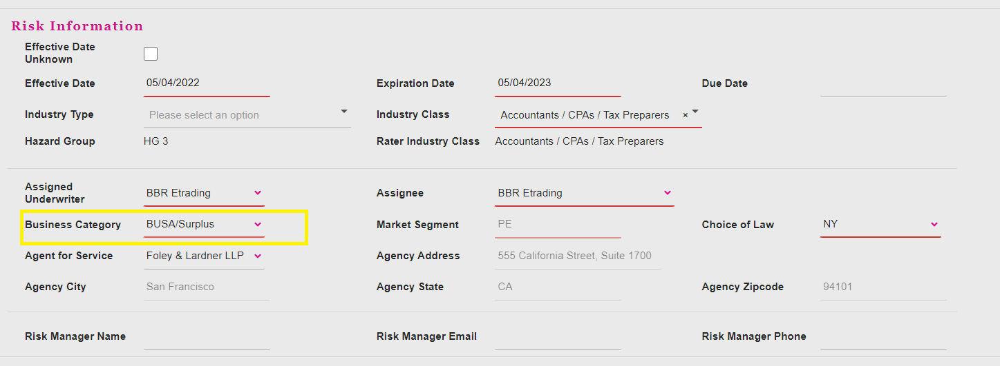 Risk Information
Effective Date
Unknown
Effective Date 05/04/2022 Expiration Date 05/04/2023 Due Date
Industry Type Please select an option Industry Class Accountants / CPAs / Tax Preparers ×
Hazard Group HG 3 Rater Industry Class Accountants / CPAs / Tax Preparers
Assigned
Underwriter BBR Etrading Assignee BBR Etrading
Business Category BUSA/Surplus Market Segment PE Choice of Law NY
Agent for Service Foley & Lardner LLP Agency Address 555 California Street, Suite 1700
Agency City San Francisco Agency State CA Agency Zipcode 94101
Risk Manager Name Risk Manager Email Risk Manager Phone